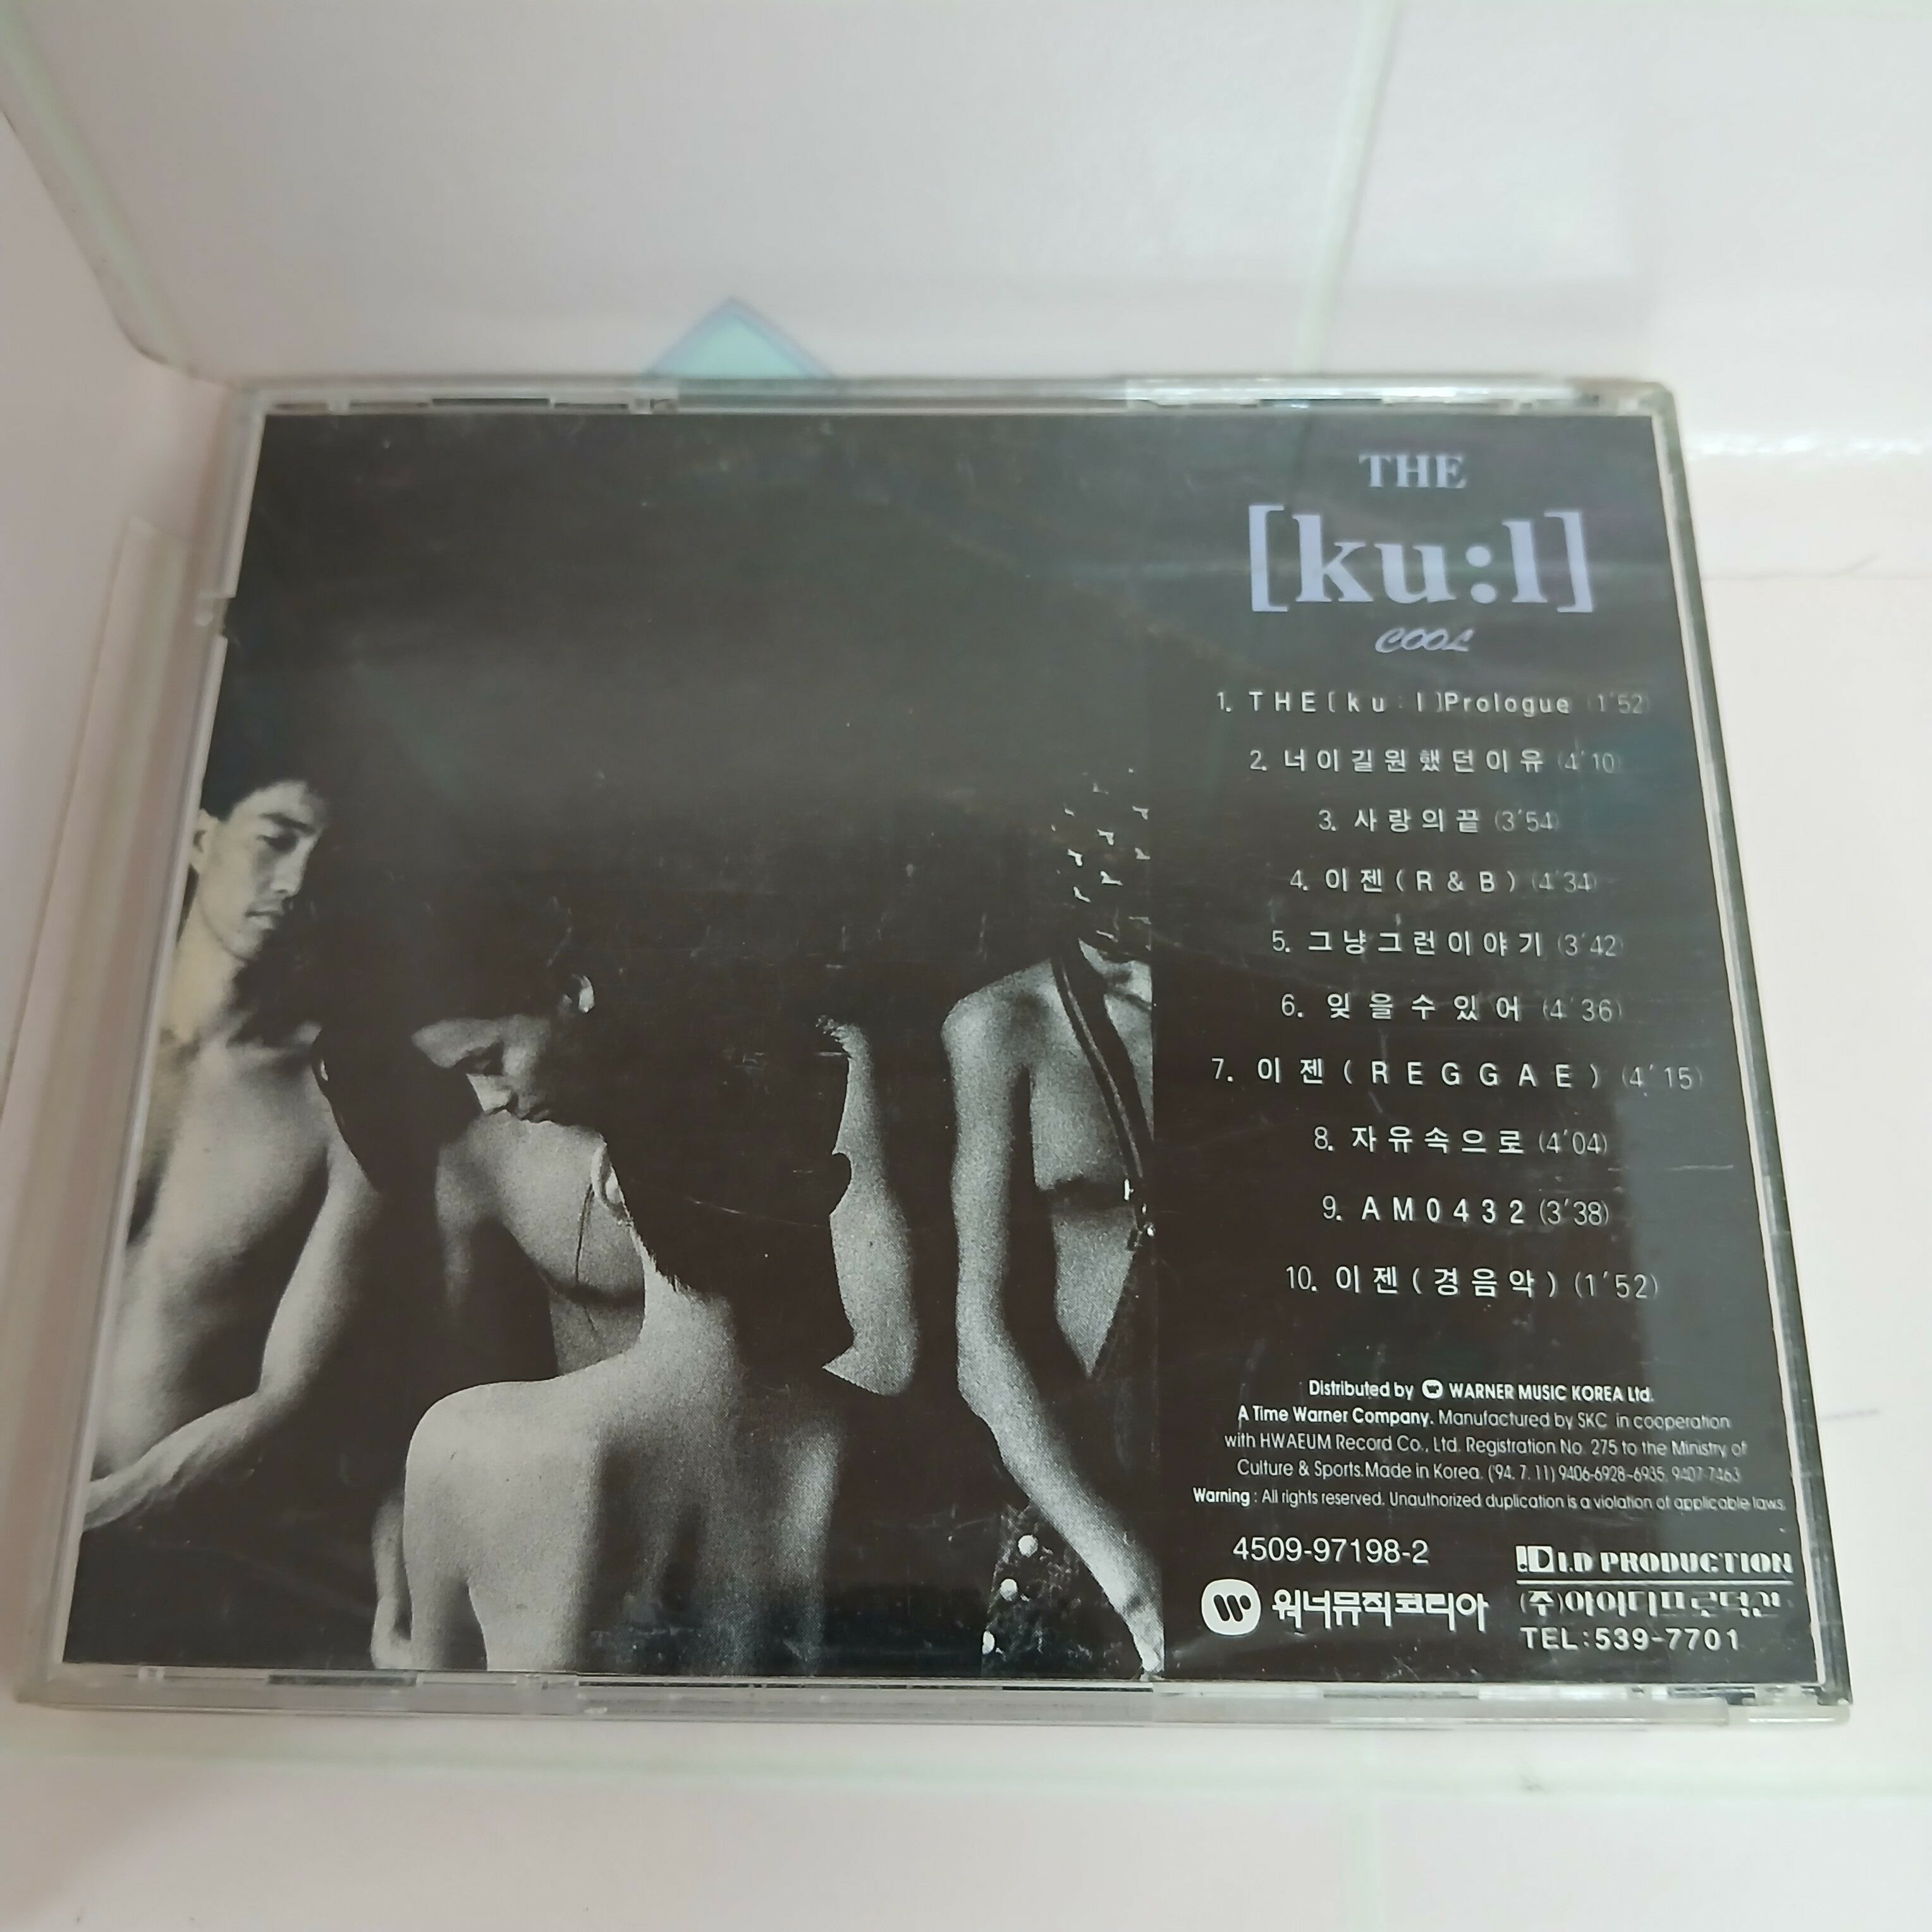 THE
[ku:l]
COOL
1. THE[ku:l]Prologue (1'52)
2. 너이길원했던이유 (4'10)
3. 사랑의끝 (3'54)
4. 이젠(R&B) (4'34)
5. 그냥그런이야기 (3'42)
6. 잊을수있어 (4'36)
7. 이젠(REGGAE) (4'15)
8. 자유속으로 (4'04)
9. AM0432 (3'38)
10. 이젠(경음악) (1'52)
Distributed by WARNER MUSIC KOREA Ltd.
A Time Warner Company. Manufactured by SKC in cooperation
with HWAEUM Record Co., Ltd. Registration No. 275 to the Ministry of
Culture & Sports.Made in Korea. (94. 7. 11) 9406-6928~6935, 9407-7463
Warning : All rights reserved. Unauthorized duplication is a violation of applicable laws.
4509-97198-2
워너뮤직코리아
I.D PRODUCTION
(주)아이디프로덕션
TEL:539-7701